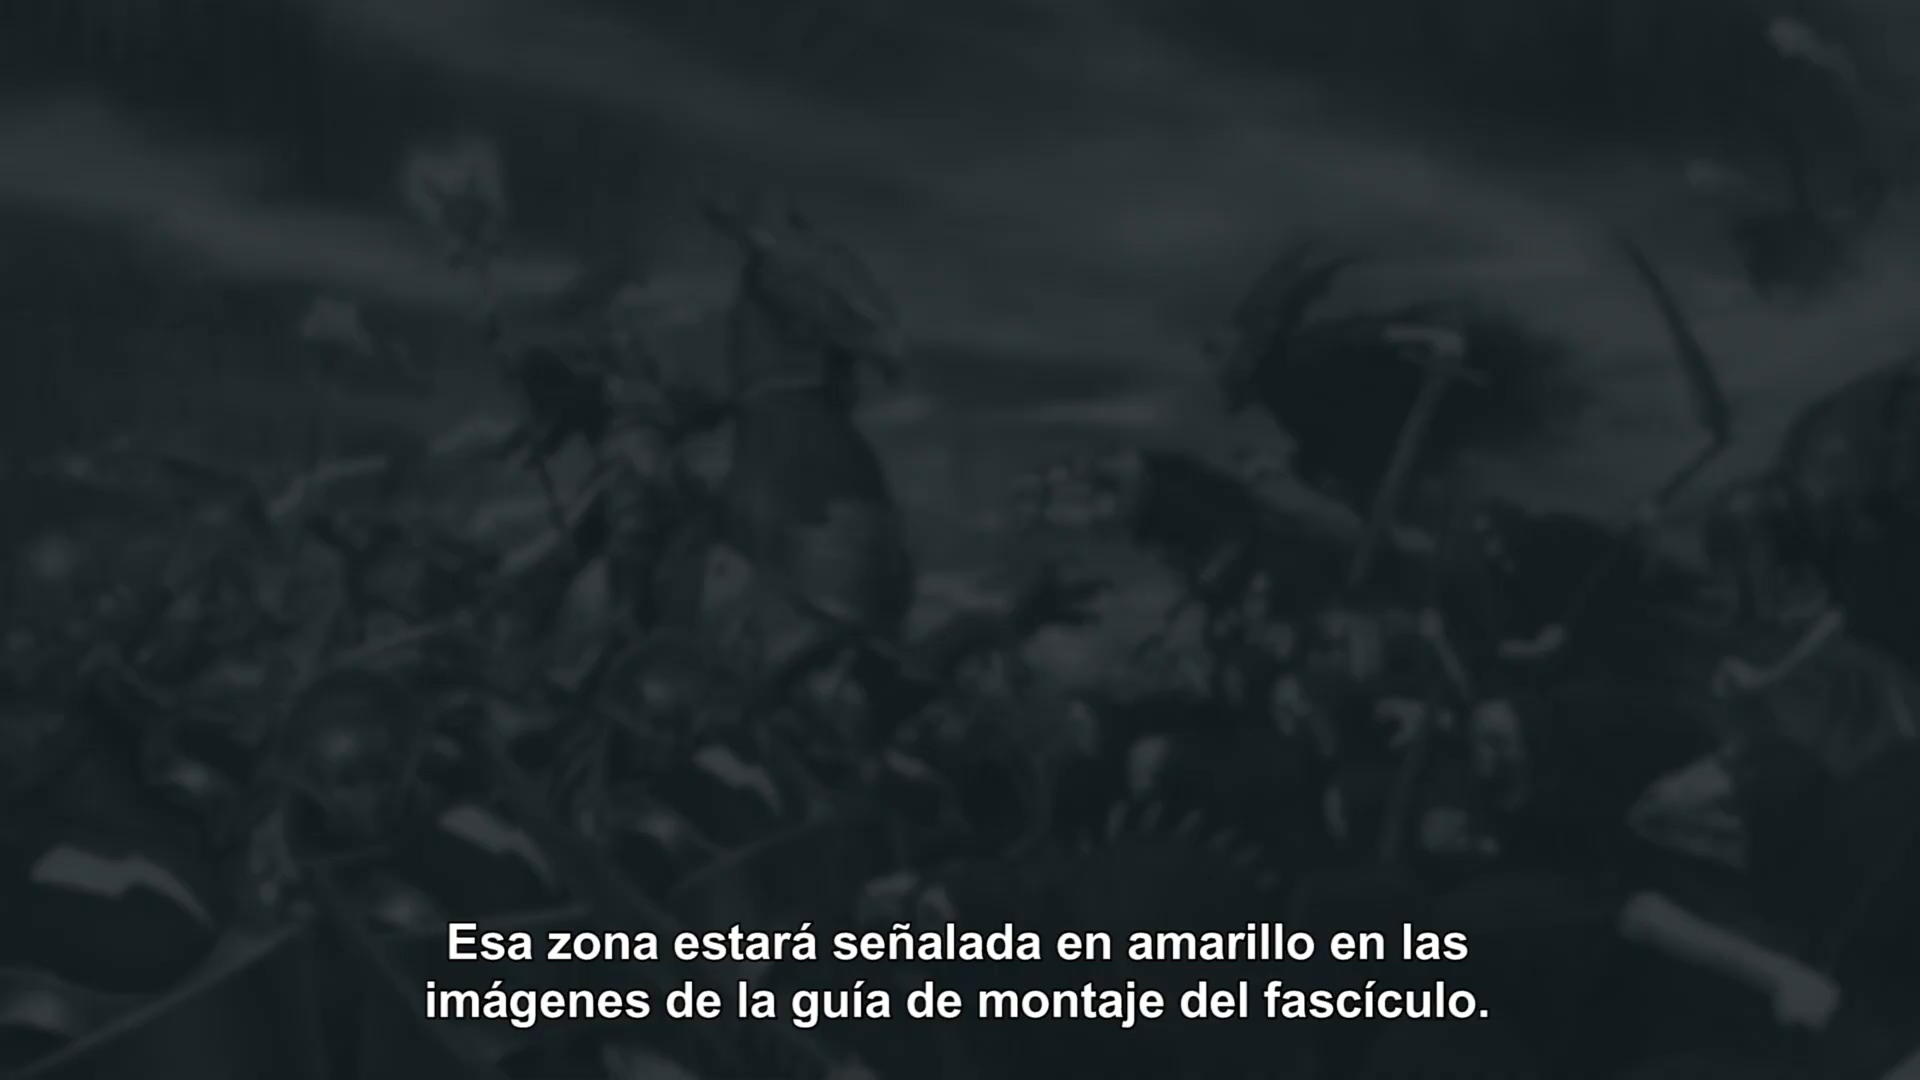 Esa zona estará señalada en amarillo en las
imágenes de la guía de montaje del fascículo.